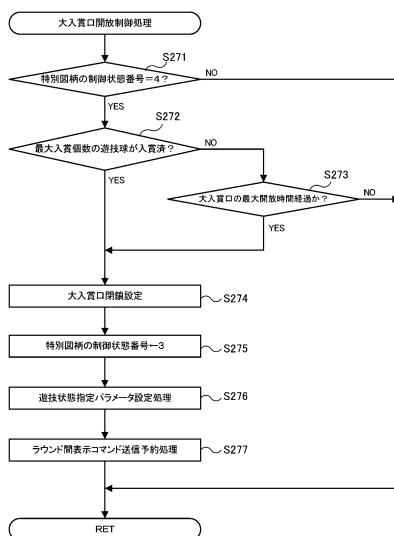 大入賞口開放制御処理
S271
特別図柄の制御状態番号=4?
NO
YES
S272
最大入賞個数の遊技球が入賞済?
NO
YES
S273
大入賞口の最大開放時間経過か?
NO
YES
大入賞口閉鎖設定
S274
特別図柄の制御状態番号←3
S275
遊技状態指定パラメータ設定処理
S276
ラウンド間表示コマンド送信予約処理
S277
RET